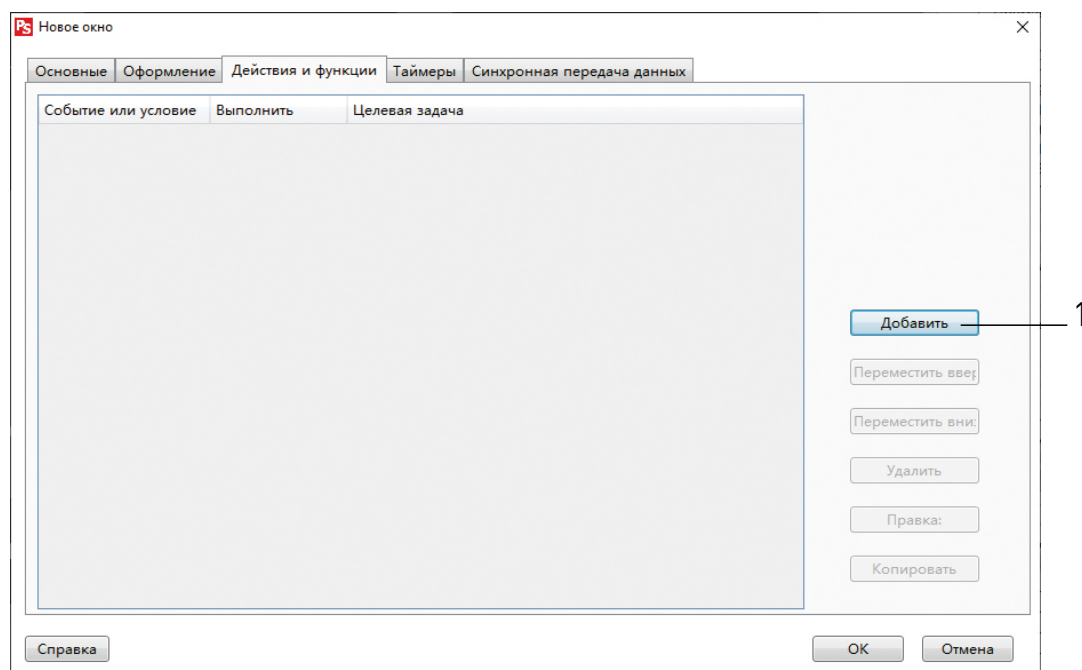 PS Новое окно
Основные Оформление Действия и функции Таймеры Синхронная передача данных
Событие или условие Выполнить Целевая задача
Добавить 1
Переместить ввер
Переместить вни
Удалить
Правка:
Копировать
Справка OK Отмена